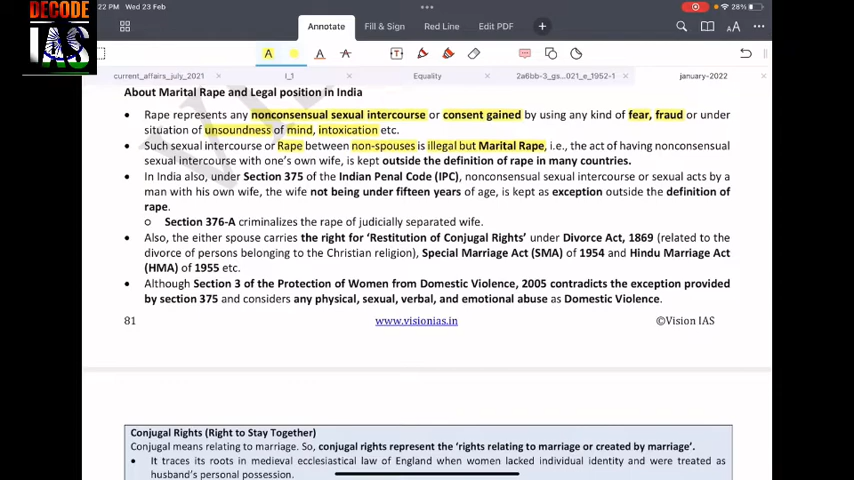 DECODE
IAS
22 PM Wed 23 Feb
28%
Annotate
Fill & Sign
Red Line
Edit PDF
AA
A
A
A
T
current_affairs_july_2021
l_1
Equality
2a6bb-3_gs...021_e_1952-1
january-2022
About Marital Rape and Legal position in India
• Rape represents any nonconsensual sexual intercourse or consent gained by using any kind of fear, fraud or under
situation of unsoundness of mind, intoxication etc.
• Such sexual intercourse or Rape between non-spouses is illegal but Marital Rape, i.e., the act of having nonconsensual
sexual intercourse with one's own wife, is kept outside the definition of rape in many countries.
• In India also, under Section 375 of the Indian Penal Code (IPC), nonconsensual sexual intercourse or sexual acts by a
man with his own wife, the wife not being under fifteen years of age, is kept as exception outside the definition of
rape.
o Section 376-A criminalizes the rape of judicially separated wife.
• Also, the either spouse carries the right for 'Restitution of Conjugal Rights' under Divorce Act, 1869 (related to the
divorce of persons belonging to the Christian religion), Special Marriage Act (SMA) of 1954 and Hindu Marriage Act
(HMA) of 1955 etc.
• Although Section 3 of the Protection of Women from Domestic Violence, 2005 contradicts the exception provided
by section 375 and considers any physical, sexual, verbal, and emotional abuse as Domestic Violence.
81
www.visionias.in
©Vision IAS
Conjugal Rights (Right to Stay Together)
Conjugal means relating to marriage. So, conjugal rights represent the 'rights relating to marriage or created by marriage'.
• It traces its roots in medieval ecclesiastical law of England when women lacked individual identity and were treated as
husband's personal possession.